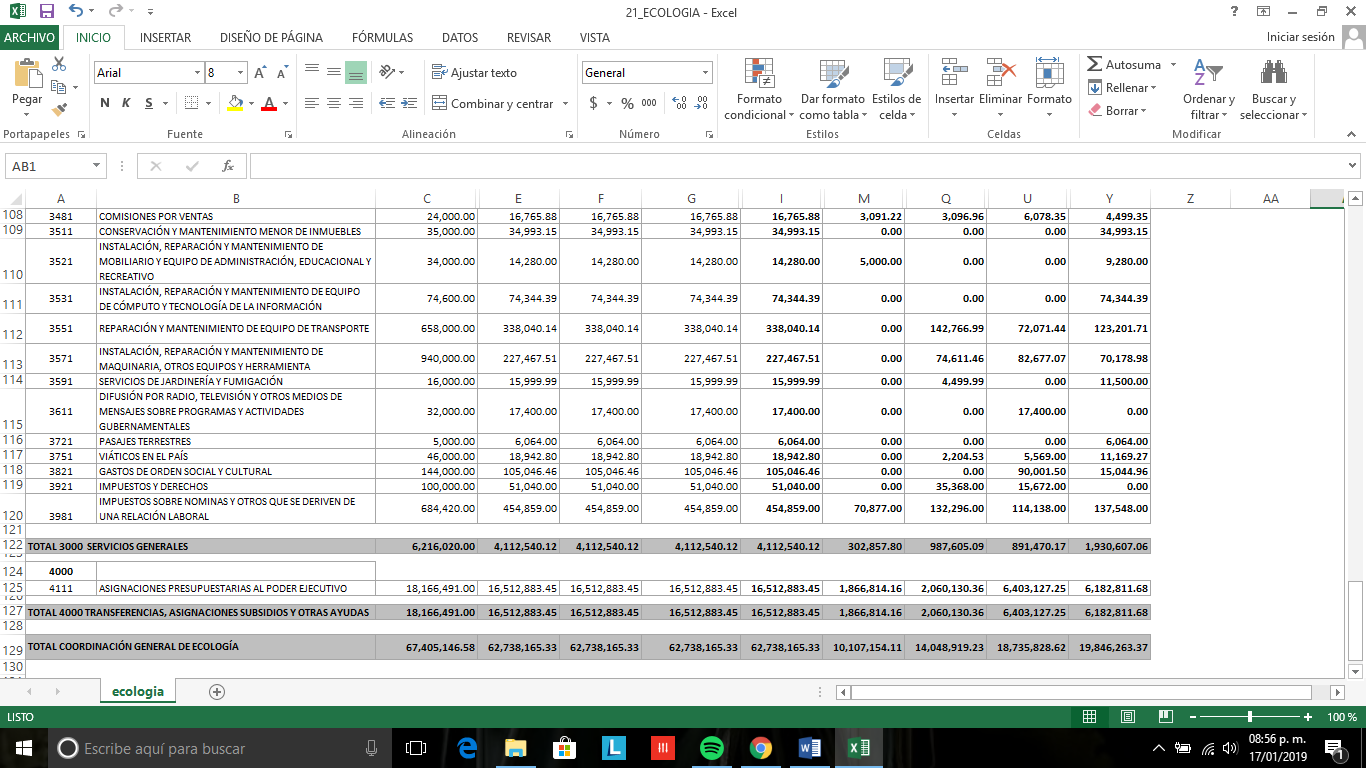 21_ECOLOGIA - Excel
ARCHIVO INICIO INSERTAR DISEÑO DE PÁGINA FÓRMULAS DATOS REVISAR VISTA Iniciar sesión
Pegar
Arial 8
N K S
Ajustar texto
Combinar y centrar
General
$ % 000
Formato condicional
Dar formato como tabla
Estilos de celda
Insertar Eliminar Formato
Autosuma
Rellenar
Borrar
Ordenar y filtrar
Buscar y seleccionar
Portapapeles Fuente Alineación Número Estilos Celdas Modificar
AB1 fx
A B C E F G I M Q U Y Z AA
108 3481 COMISIONES POR VENTAS 24,000.00 16,765.88 16,765.88 16,765.88 16,765.88 3,091.22 3,096.96 6,078.35 4,499.35
109 3511 CONSERVACIÓN Y MANTENIMIENTO MENOR DE INMUEBLES 35,000.00 34,993.15 34,993.15 34,993.15 34,993.15 0.00 0.00 0.00 34,993.15
INSTALACIÓN, REPARACIÓN Y MANTENIMIENTO DE
3521 MOBILIARIO Y EQUIPO DE ADMINISTRACIÓN, EDUCACIONAL Y 34,000.00 14,280.00 14,280.00 14,280.00 14,280.00 5,000.00 0.00 0.00 9,280.00
110 RECREATIVO
INSTALACIÓN, REPARACIÓN Y MANTENIMIENTO DE EQUIPO
111 3531 DE CÓMPUTO Y TECNOLOGÍA DE LA INFORMACIÓN 74,600.00 74,344.39 74,344.39 74,344.39 74,344.39 0.00 0.00 0.00 74,344.39
112 3551 REPARACIÓN Y MANTENIMIENTO DE EQUIPO DE TRANSPORTE 658,000.00 338,040.14 338,040.14 338,040.14 338,040.14 0.00 142,766.99 72,071.44 123,201.71
INSTALACIÓN, REPARACIÓN Y MANTENIMIENTO DE
113 3571 MAQUINARIA, OTROS EQUIPOS Y HERRAMIENTA 940,000.00 227,467.51 227,467.51 227,467.51 227,467.51 0.00 74,611.46 82,677.07 70,178.98
114 3591 SERVICIOS DE JARDINERÍA Y FUMIGACIÓN 16,000.00 15,999.99 15,999.99 15,999.99 15,999.99 0.00 4,499.99 0.00 11,500.00
DIFUSIÓN POR RADIO, TELEVISIÓN Y OTROS MEDIOS DE
3611 MENSAJES SOBRE PROGRAMAS Y ACTIVIDADES 32,000.00 17,400.00 17,400.00 17,400.00 17,400.00 0.00 0.00 17,400.00 0.00
115 GUBERNAMENTALES
116 3721 PASAJES TERRESTRES 5,000.00 6,064.00 6,064.00 6,064.00 6,064.00 0.00 0.00 0.00 6,064.00
117 3751 VIÁTICOS EN EL PAÍS 46,000.00 18,942.80 18,942.80 18,942.80 18,942.80 0.00 2,204.53 5,569.00 11,169.27
118 3821 GASTOS DE ORDEN SOCIAL Y CULTURAL 144,000.00 105,046.46 105,046.46 105,046.46 105,046.46 0.00 0.00 90,001.50 15,044.96
119 3921 IMPUESTOS Y DERECHOS 100,000.00 51,040.00 51,040.00 51,040.00 51,040.00 0.00 35,368.00 15,672.00 0.00
IMPUESTOS SOBRE NOMINAS Y OTROS QUE SE DERIVEN DE
120 3981 UNA RELACIÓN LABORAL 684,420.00 454,859.00 454,859.00 454,859.00 454,859.00 70,877.00 132,296.00 114,138.00 137,548.00
121
122 TOTAL 3000 SERVICIOS GENERALES 6,216,020.00 4,112,540.12 4,112,540.12 4,112,540.12 4,112,540.12 302,857.80 987,605.09 891,470.17 1,930,607.06
124 4000
125 4111 ASIGNACIONES PRESUPUESTARIAS AL PODER EJECUTIVO 18,166,491.00 16,512,883.45 16,512,883.45 16,512,883.45 16,512,883.45 1,866,814.16 2,060,130.36 6,403,127.25 6,182,811.68
127 TOTAL 4000 TRANSFERENCIAS, ASIGNACIONES SUBSIDIOS Y OTRAS AYUDAS 18,166,491.00 16,512,883.45 16,512,883.45 16,512,883.45 16,512,883.45 1,866,814.16 2,060,130.36 6,403,127.25 6,182,811.68
128
129 TOTAL COORDINACIÓN GENERAL DE ECOLOGÍA 67,405,146.58 62,738,165.33 62,738,165.33 62,738,165.33 62,738,165.33 10,107,154.11 14,048,919.23 18,735,828.62 19,846,263.37
130
ecologia
LISTO 100 %
Escribe aquí para buscar
08:56 p. m.
17/01/2019
1